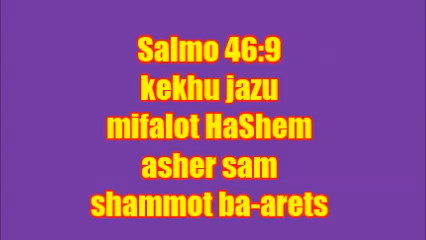 Salmo 46:9
kekhu jazu
mifalot HaShem
asher sam
shammot ba-arets